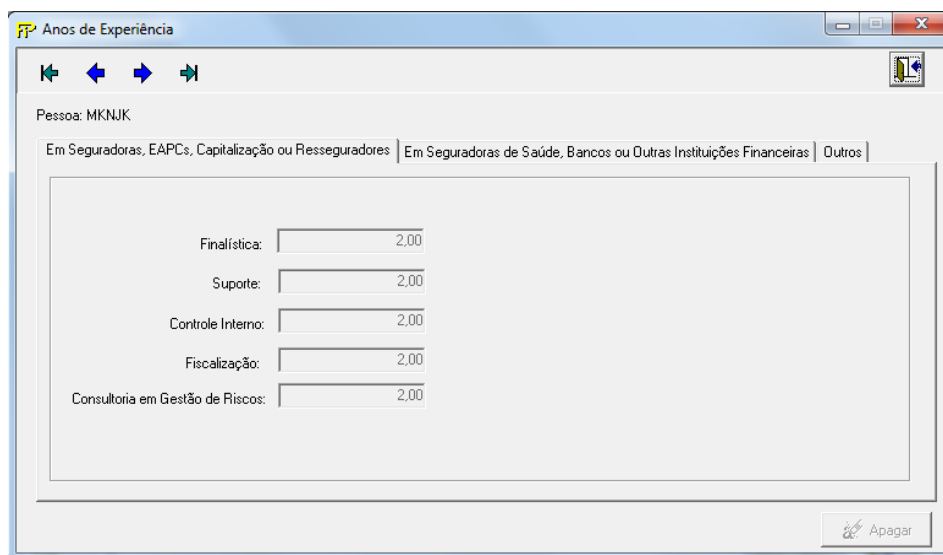 FP Anos de Experiência
Pessoa: MKNJK
Em Seguradoras, EAPCs, Capitalização ou Resseguradores Em Seguradoras de Saúde, Bancos ou Outras Instituições Financeiras Outros
Finalística: 2,00
Suporte: 2,00
Controle Interno: 2,00
Fiscalização: 2,00
Consultoria em Gestão de Riscos: 2,00
Apagar